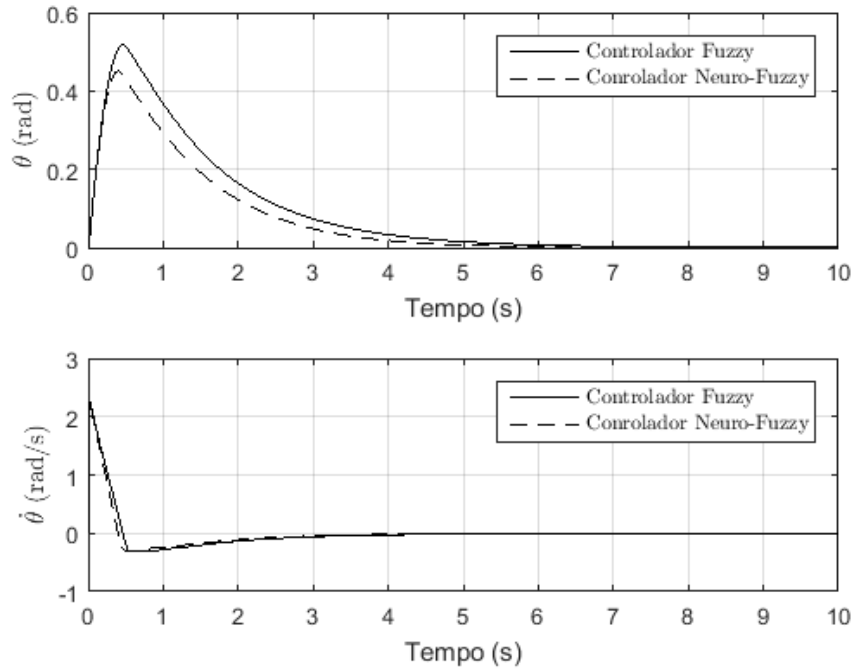 0.6
0.4
0.2
0
θ (rad)
Controlador Fuzzy
Conrolador Neuro-Fuzzy
0 1 2 3 4 5 6 7 8 9 10
Tempo (s)
3
2
1
0
-1
θ̇ (rad/s)
Controlador Fuzzy
Conrolador Neuro-Fuzzy
0 1 2 3 4 5 6 7 8 9 10
Tempo (s)